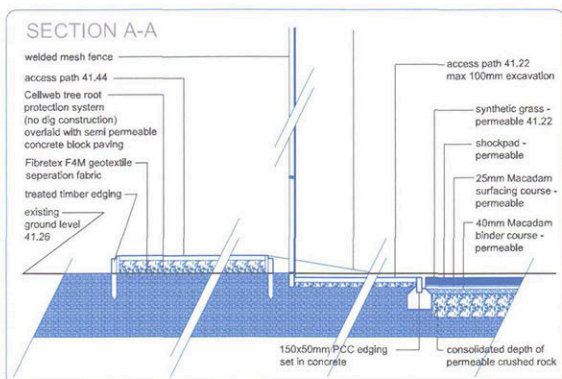 SECTION A-A
welded mesh fence
access path 41.44
Cellweb tree root
protection system
(no dig construction)
overlaid with semi permeable
concrete block paving
Fibretex F4M geotextile
seperation fabric
treated timber edging
existing
ground level
41.26
access path 41.22
max 100mm excavation
synthetic grass -
permeable 41.22
shockpad -
permeable
25mm Macadam
surfacing course -
permeable
40mm Macadam
binder course -
permeable
150x50mm PCC edging
set in concrete
consolidated depth of
permeable crushed rock